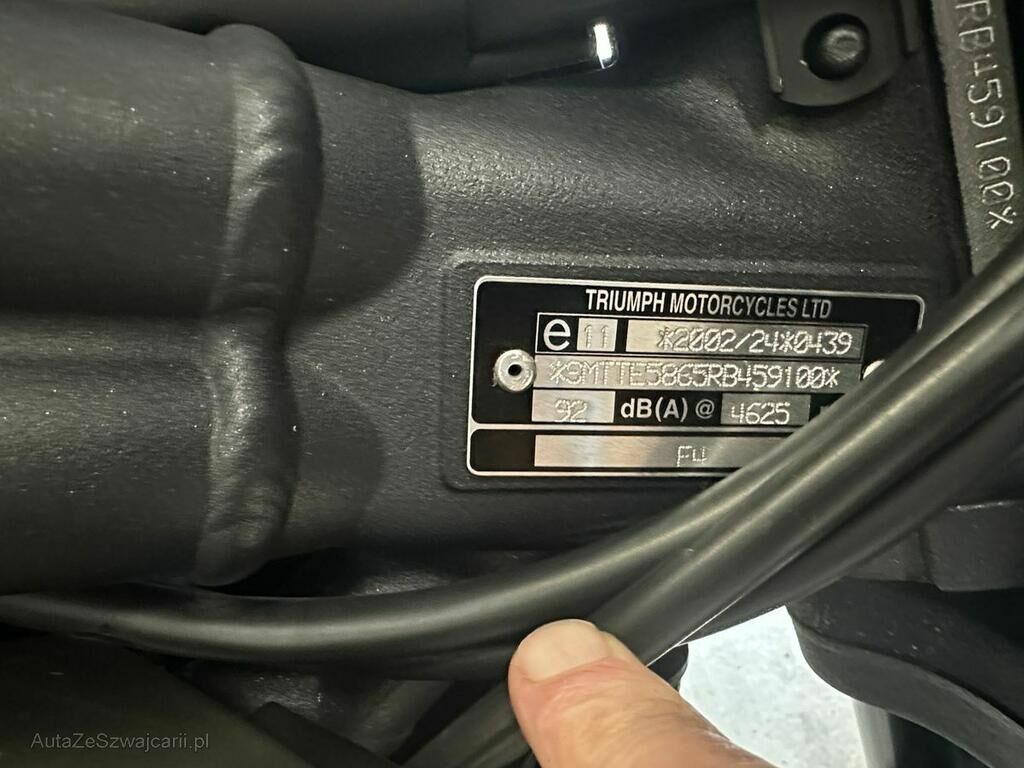 RB459100*
TRIUMPH MOTORCYCLES LTD
e 11 *2002/24*0439
*SMTTE5865RB459100*
92 dB(A) @ 4625
F4
AutaZeSzwajcarii.pl